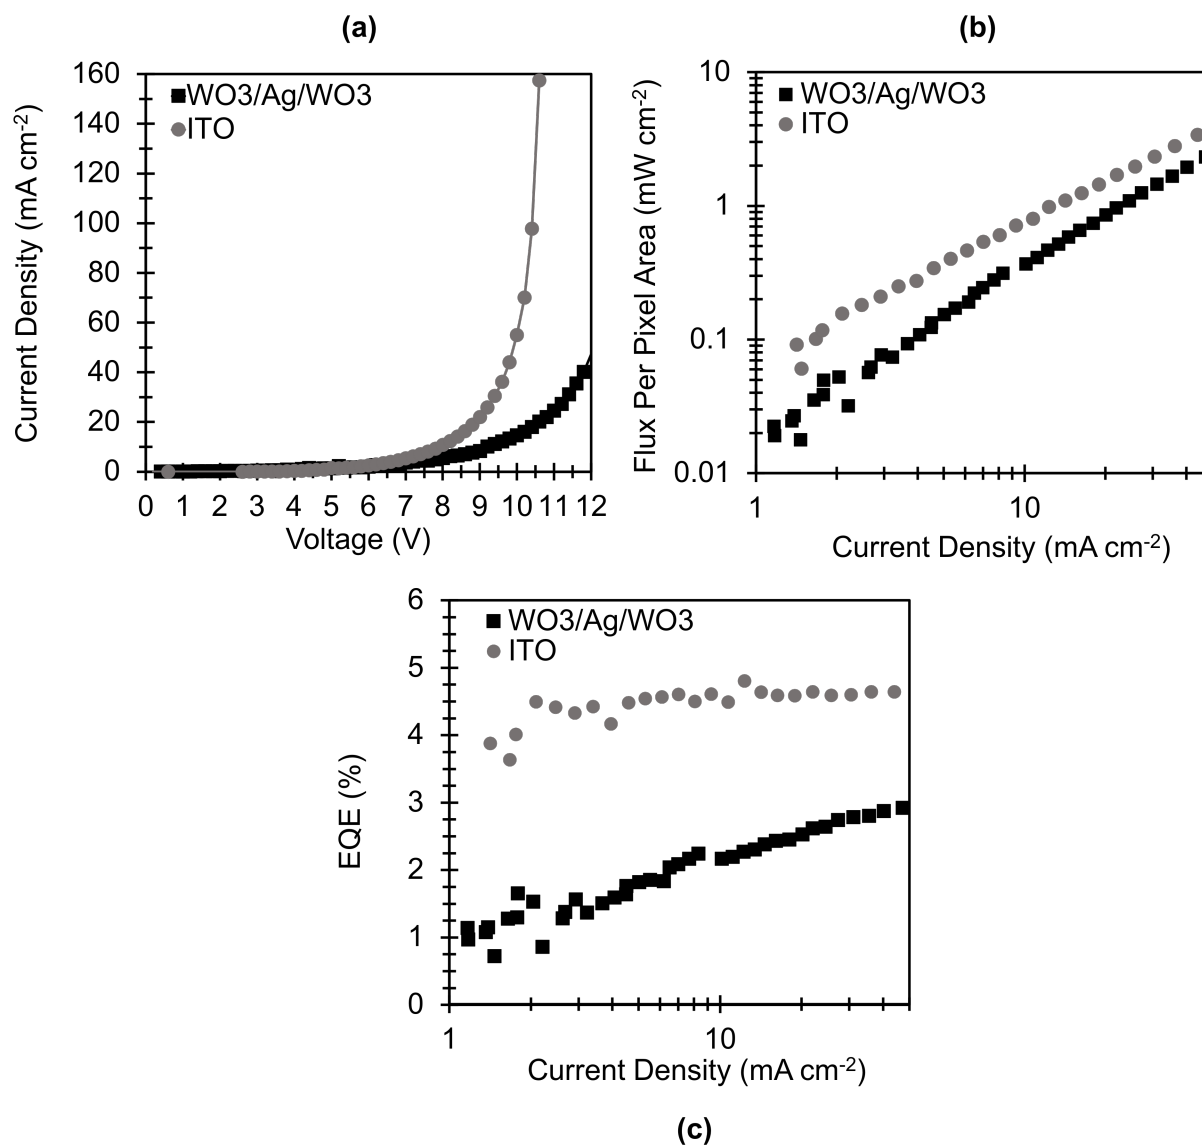 (a)
WO3/Ag/WO3
ITO
160
140
120
100
80
60
40
20
0
0 1 2 3 4 5 6 7 8 9 10 11 12
Voltage (V)
Current Density (mA cm-2)
(b)
WO3/Ag/WO3
ITO
10
1
0.1
0.01
1 10
Current Density (mA cm-2)
Flux Per Pixel Area (mW cm-2)
WO3/Ag/WO3
ITO
6
5
4
3
2
1
0
1 10
Current Density (mA cm-2)
EQE (%)
(c)